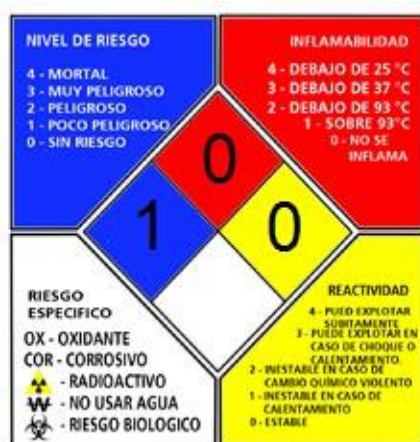 NIVEL DE RIESGO
4 - MORTAL
3 - MUY PELIGROSO
2 - PELIGROSO
1 - POCO PELIGROSO
0 - SIN RIESGO
INFLAMABILIDAD
4 - DEBAJO DE 25 °C
3 - DEBAJO DE 37 °C
2 - DEBAJO DE 93 °C
1 - SOBRE 93°C
0 - NO SE
INFLAMA
0
1
0
RIESGO
ESPECIFICO
OX - OXIDANTE
COR - CORROSIVO
- RADIOACTIVO
W - NO USAR AGUA
- RIESGO BIOLOGICO
REACTIVIDAD
4 - PUED EXPLOTAR
SUBITAMENTE
3 - PUEDE EXPLOTAR EN
CASO DE CHOQUE O
CALENTAMIENTO.
2 - INESTABLE EN CASO DE
CAMBIO QUÍMICO VIOLENTO
1 - INESTABLE EN CASO DE
CALENTAMIENTO
0 - ESTABLE